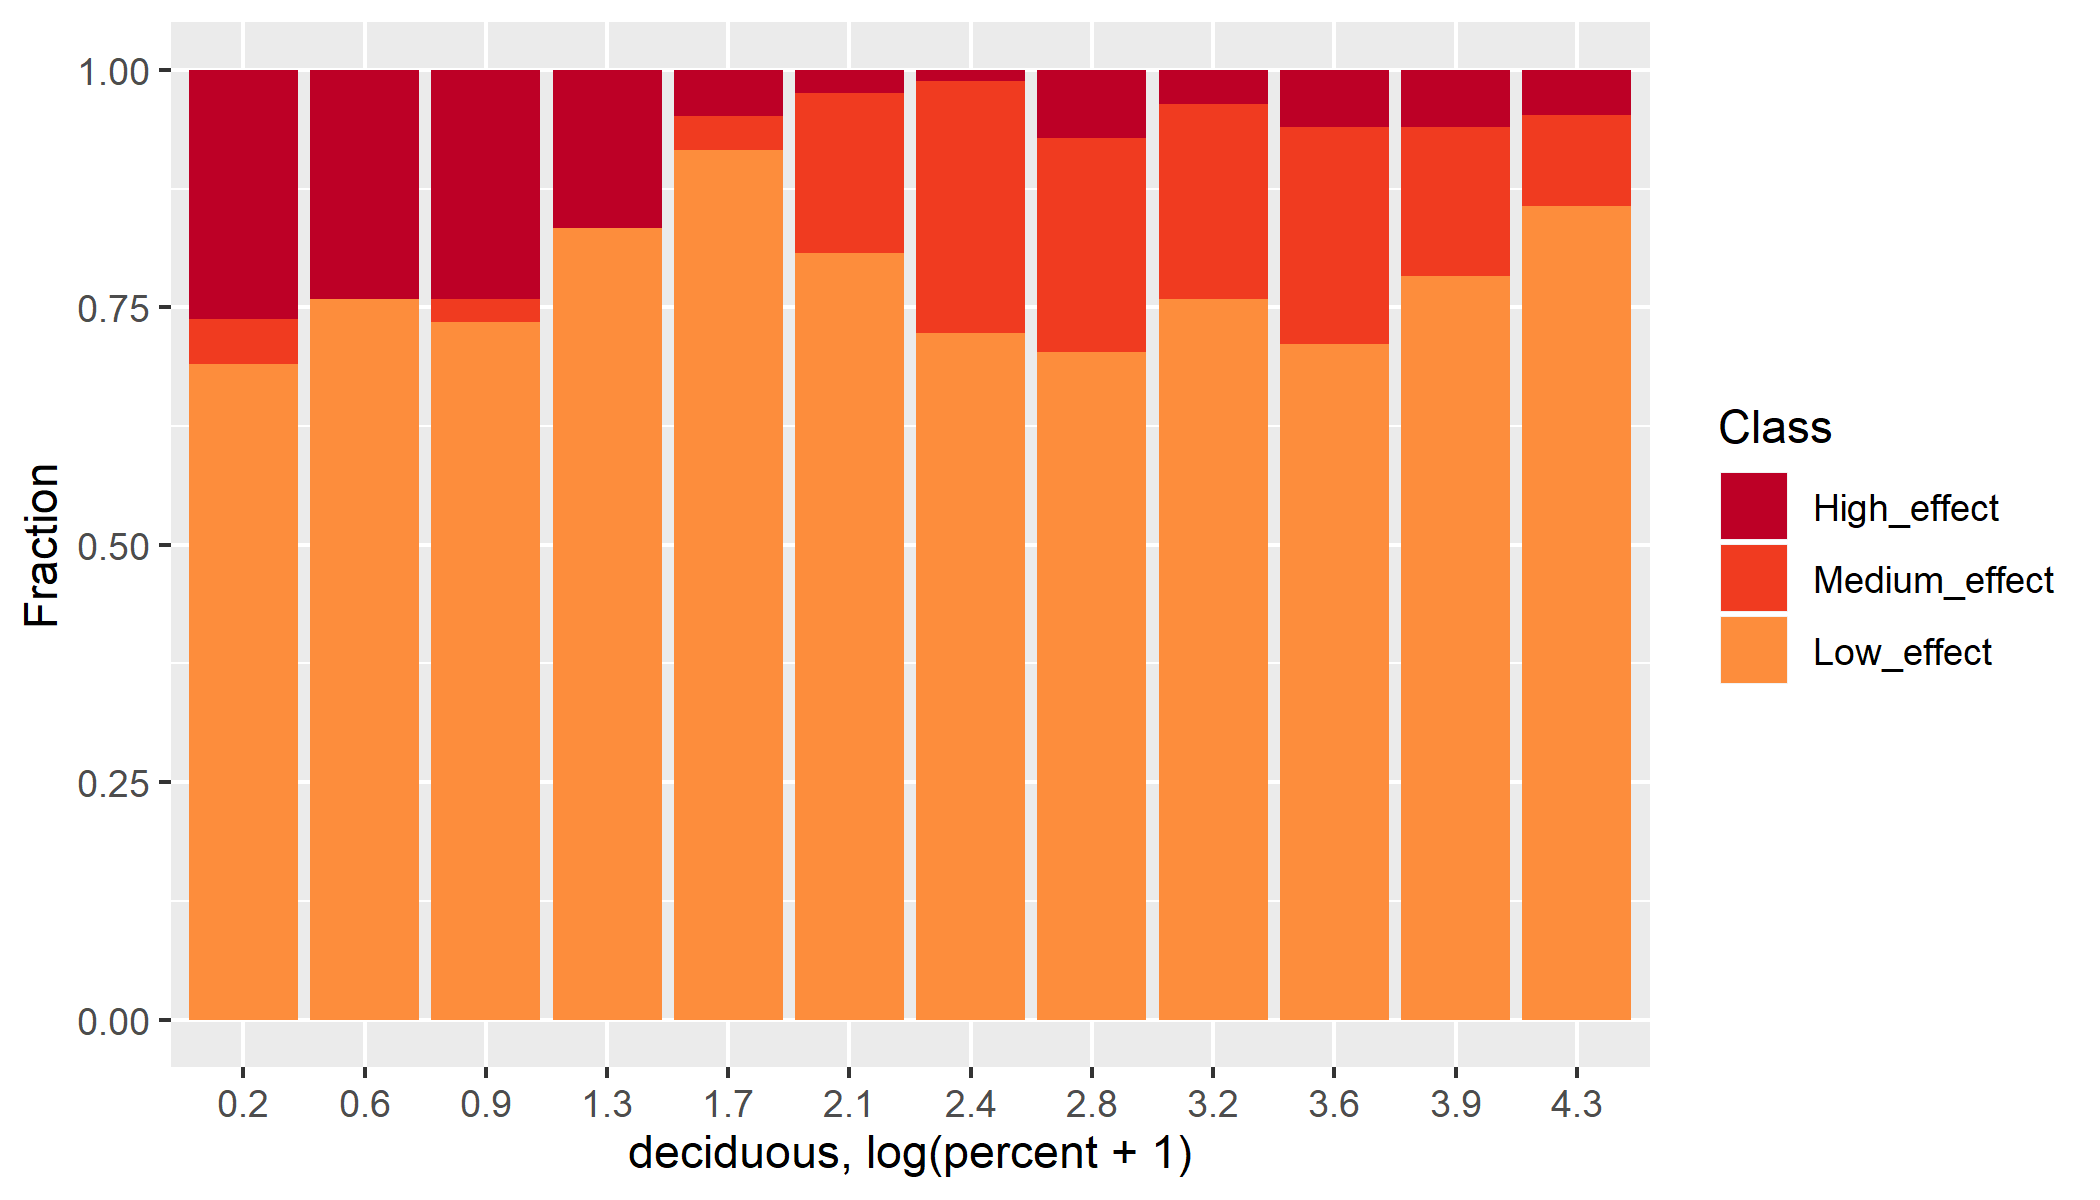 1.00
0.75
0.50
0.25
0.00
Fraction
0.2 0.6 0.9 1.3 1.7 2.1 2.4 2.8 3.2 3.6 3.9 4.3
deciduous, log(percent + 1)
Class
High_effect
Medium_effect
Low_effect